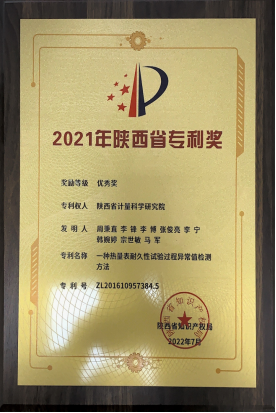 2021年陕西省专利奖
奖励等级 优秀奖
专利权人 陕西省计量科学研究院
发明人 周秉直 李锋 李博 张俊亮 李宁
韩婉婷 宗世敏 马军
专利名称 一种热量表耐久性试验过程异常值检测
方法
专利号 ZL201610957384.5
陕西省知识产权局
2022年7月